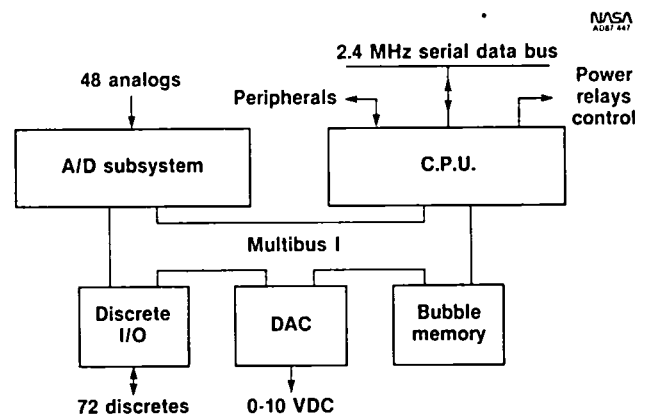 NASA
AD87 447
2.4 MHz serial data bus
48 analogs
Peripherals
Power
relays
control
A/D subsystem
C.P.U.
Multibus I
Discrete
I/O
DAC
Bubble
memory
72 discretes
0-10 VDC